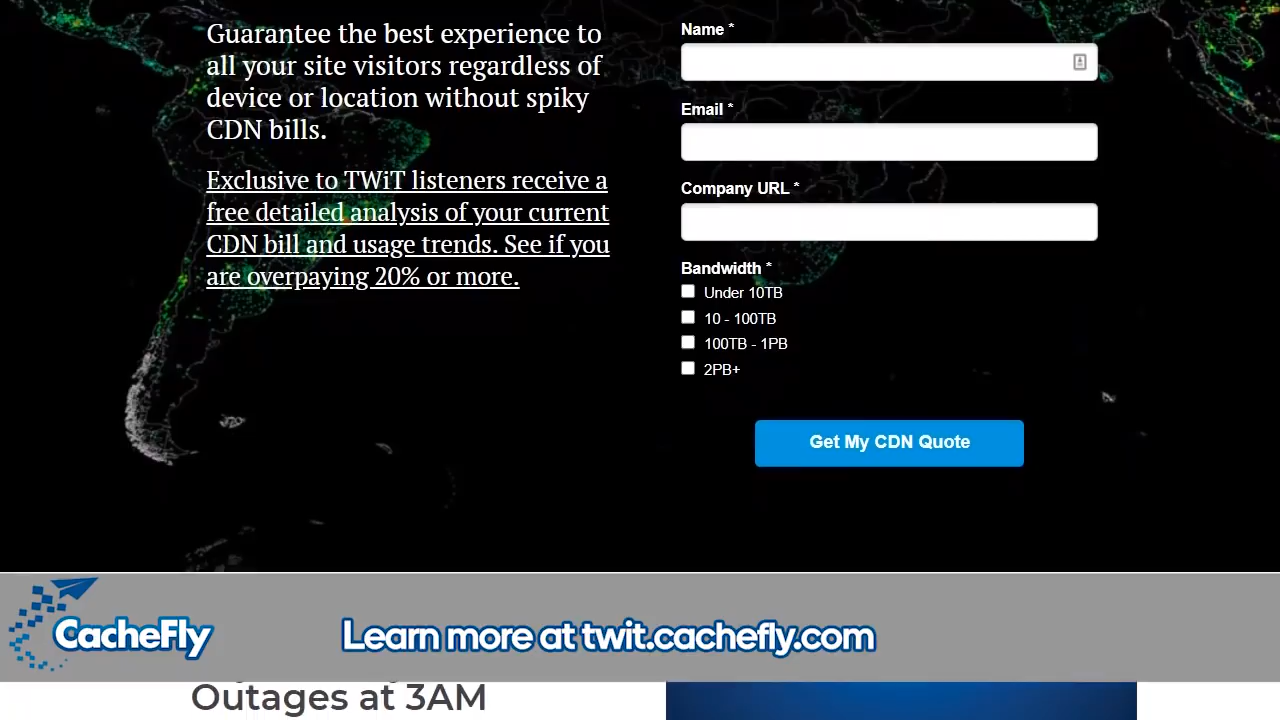 Guarantee the best experience to
all your site visitors regardless of
device or location without spiky
CDN bills.
Exclusive to TWiT listeners receive a
free detailed analysis of your current
CDN bill and usage trends. See if you
are overpaying 20% or more.
Name *
Email *
Company URL *
Bandwidth *
Under 10TB
10 - 100TB
100TB - 1PB
2PB+
Get My CDN Quote
CacheFly
Learn more at twit.cachefly.com
Outages at 3AM